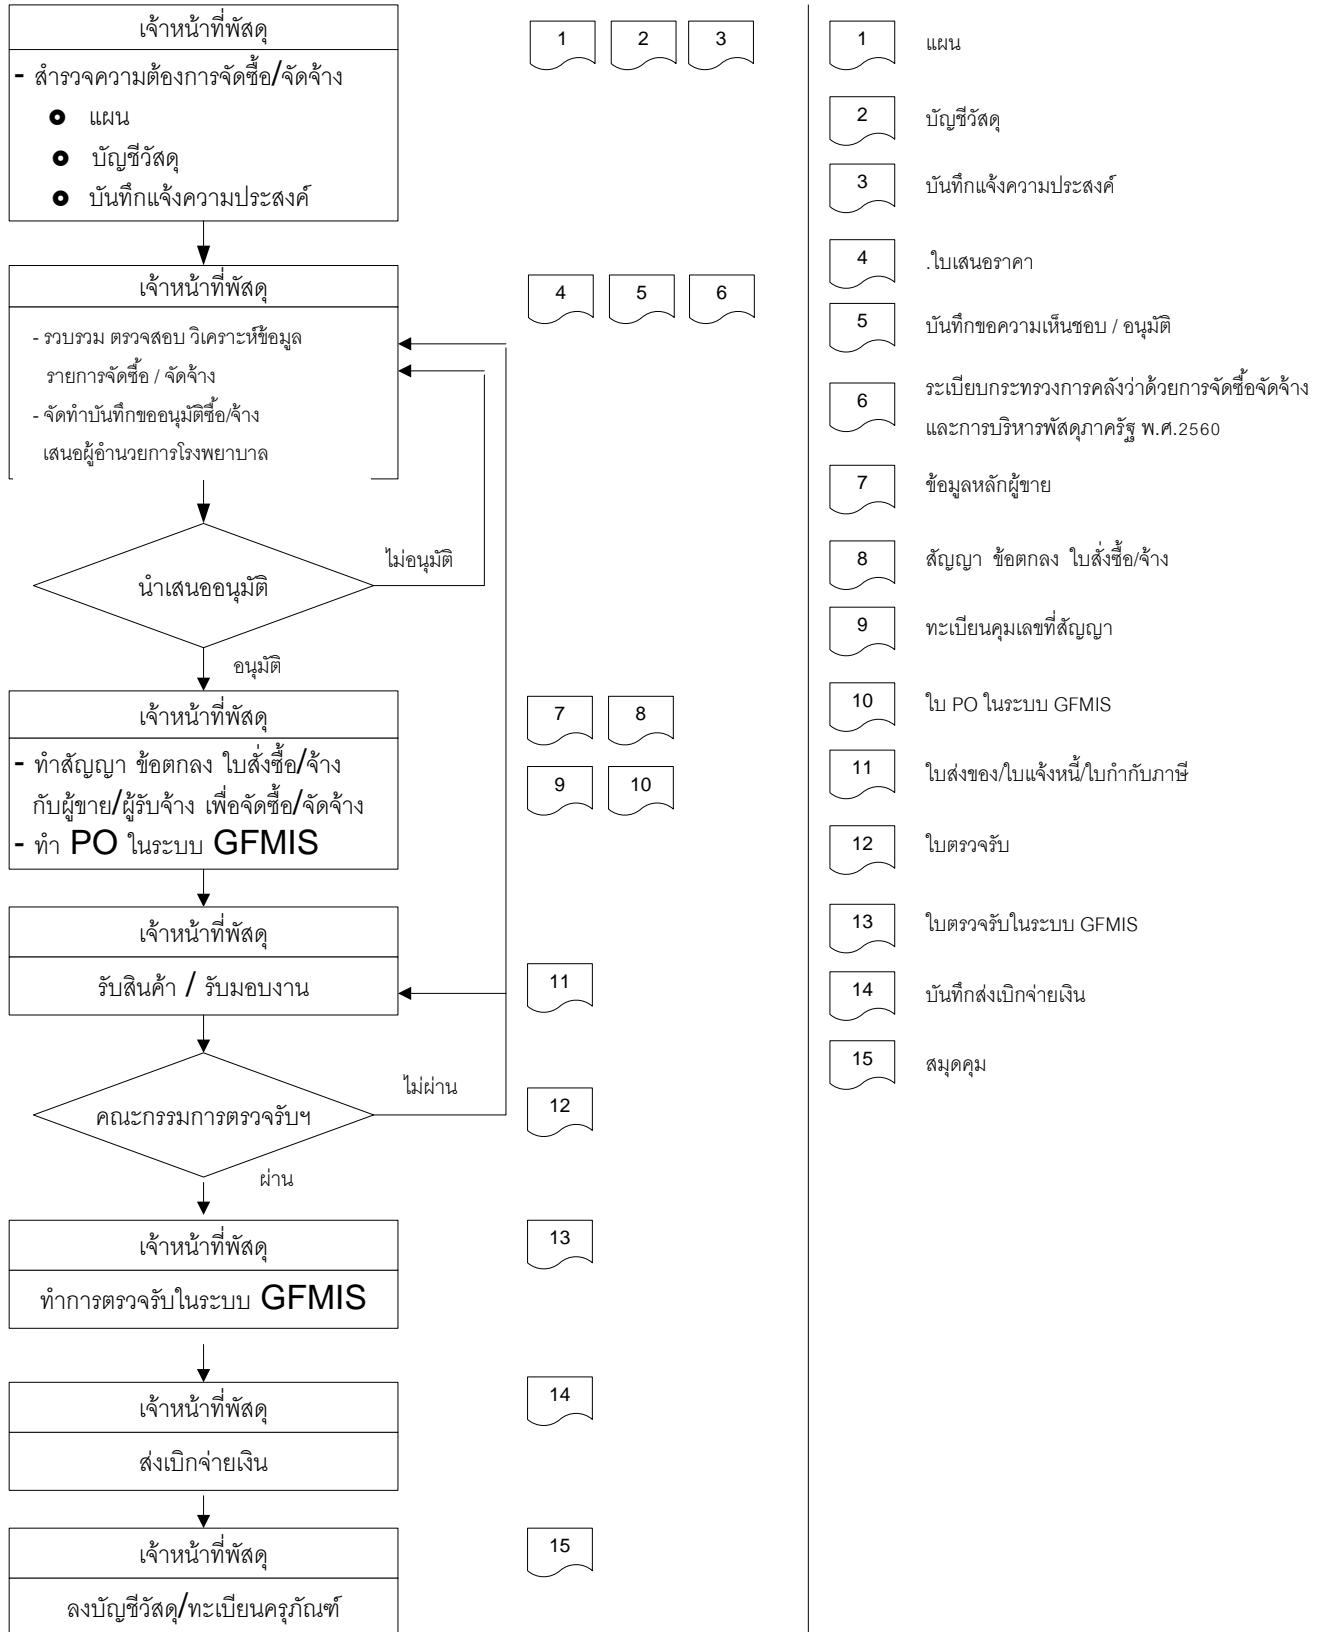 เจ้าหน้าที่พัสดุ
- สำรวจความต้องการจัดซื้อ/จัดจ้าง
แผน
บัญชีวัสดุ
บันทึกแจ้งความประสงค์
1 2 3
เจ้าหน้าที่พัสดุ
- รวบรวม ตรวจสอบ วิเคราะห์ข้อมูล
รายการจัดซื้อ / จัดจ้าง
- จัดทำบันทึกขออนุมัติซื้อ/จ้าง
เสนอผู้อำนวยการโรงพยาบาล
4 5 6
นำเสนออนุมัติ
ไม่อนุมัติ
อนุมัติ
เจ้าหน้าที่พัสดุ
- ทำสัญญา ข้อตกลง ใบสั่งซื้อ/จ้าง
กับผู้ขาย/ผู้รับจ้าง เพื่อจัดซื้อ/จัดจ้าง
- ทำ PO ในระบบ GFMIS
7 8
9 10
เจ้าหน้าที่พัสดุ
รับสินค้า / รับมอบงาน
11
คณะกรรมการตรวจรับฯ
ไม่ผ่าน
12
ผ่าน
เจ้าหน้าที่พัสดุ
ทำการตรวจรับในระบบ GFMIS
13
เจ้าหน้าที่พัสดุ
ส่งเบิกจ่ายเงิน
14
เจ้าหน้าที่พัสดุ
ลงบัญชีวัสดุ/ทะเบียนครุภัณฑ์
15
1 แผน
2 บัญชีวัสดุ
3 บันทึกแจ้งความประสงค์
4 .ใบเสนอราคา
5 บันทึกขอความเห็นชอบ / อนุมัติ
6 ระเบียบกระทรวงการคลังว่าด้วยการจัดซื้อจัดจ้าง
และการบริหารพัสดุภาครัฐ พ.ศ.2560
7 ข้อมูลหลักผู้ขาย
8 สัญญา ข้อตกลง ใบสั่งซื้อ/จ้าง
9 ทะเบียนคุมเลขที่สัญญา
10 ใบ PO ในระบบ GFMIS
11 ใบส่งของ/ใบแจ้งหนี้/ใบกำกับภาษี
12 ใบตรวจรับ
13 ใบตรวจรับในระบบ GFMIS
14 บันทึกส่งเบิกจ่ายเงิน
15 สมุดคุม